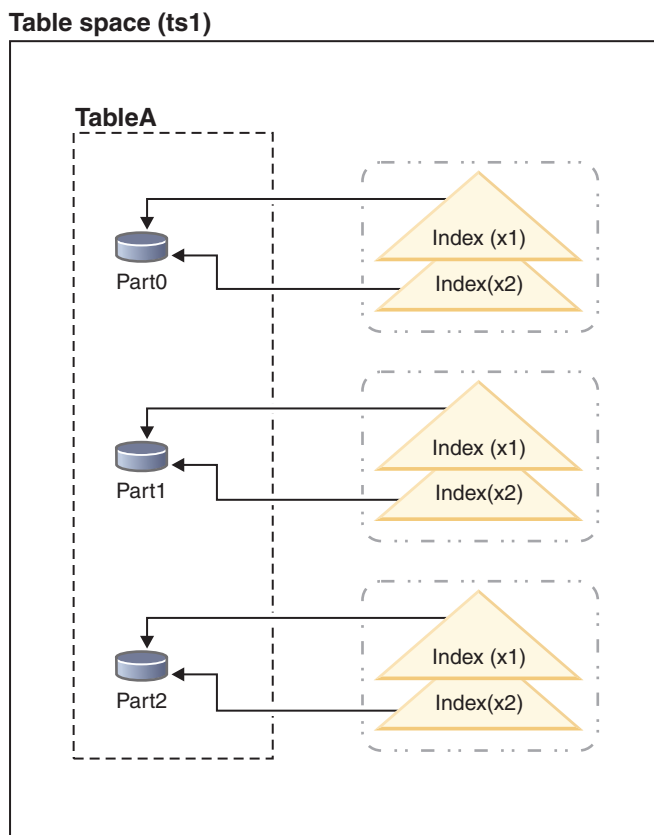 Table space (ts1)
TableA
Index (x1)
Part0
Index(x2)
Index (x1)
Part1
Index(x2)
Index (x1)
Part2
Index(x2)